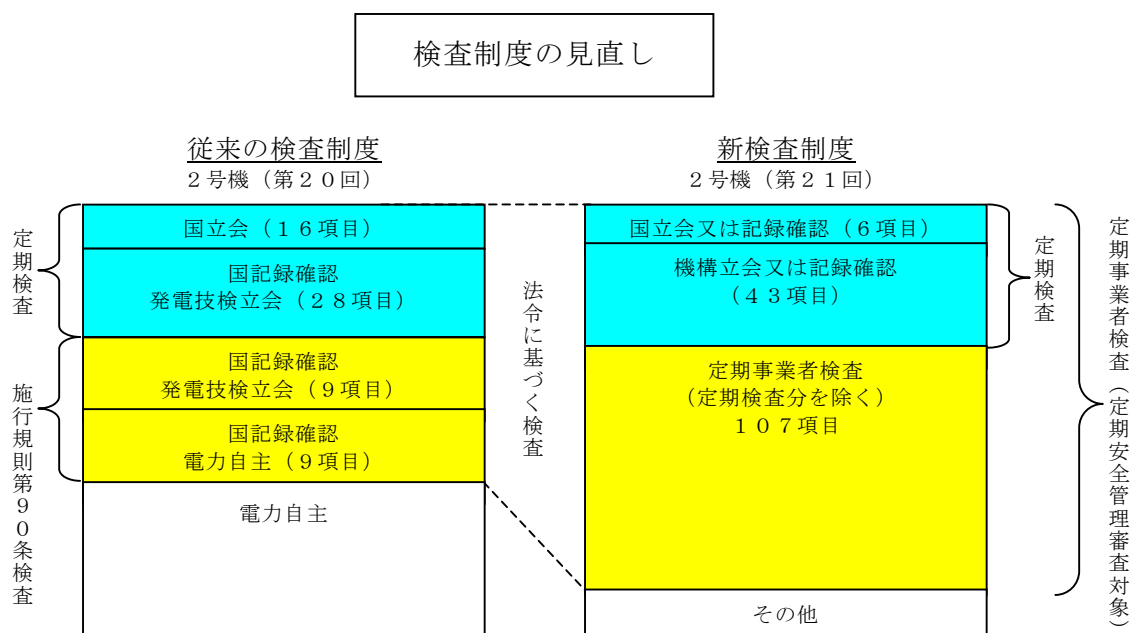 検査制度の見直し
従来の検査制度
２号機（第２０回）
定期検査
国立会（１６項目）
国記録確認
発電技検立会（２８項目）
施行規則第９０条検査
国記録確認
発電技検立会（９項目）
国記録確認
電力自主（９項目）
電力自主
法令に基づく検査
新検査制度
２号機（第２１回）
国立会又は記録確認（６項目）
機構立会又は記録確認
（４３項目）
定期事業者検査
（定期検査分を除く）
１０７項目
その他
定期検査
定期事業者検査（定期安全管理審査対象）